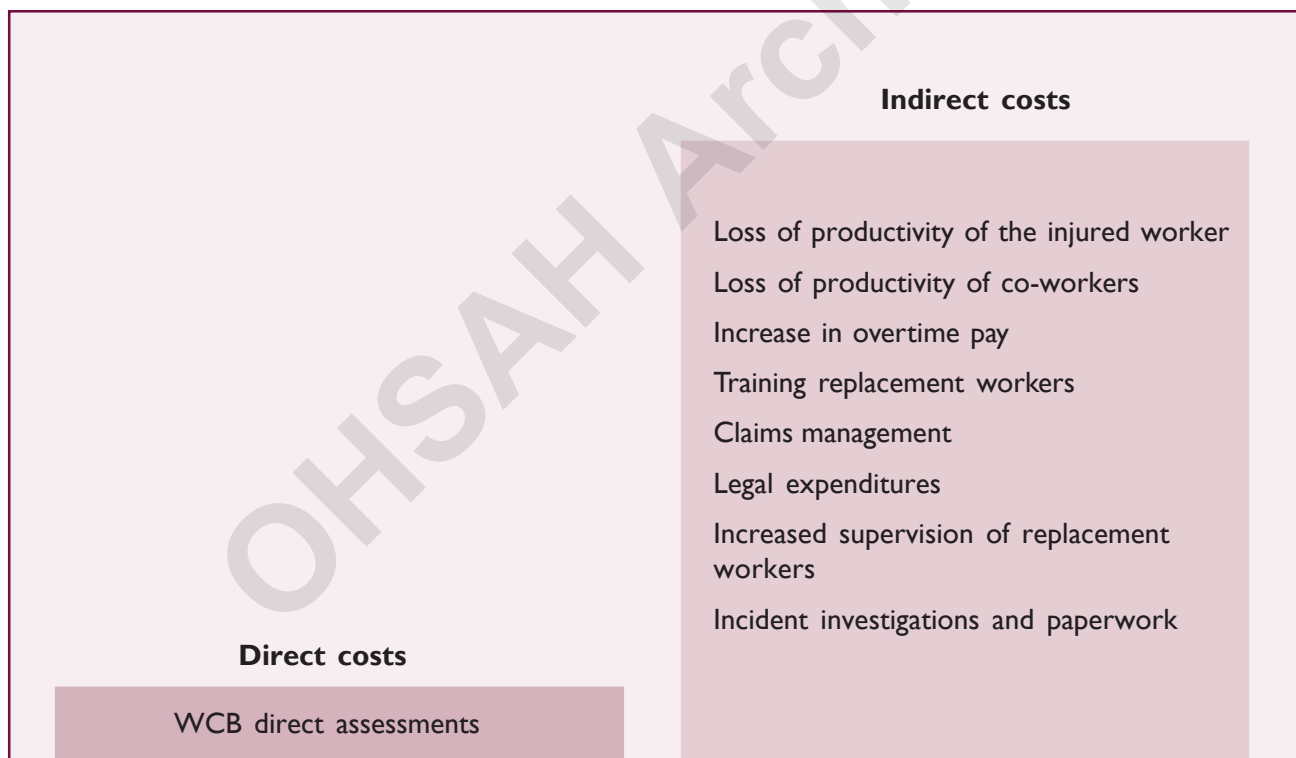 Indirect costs
Loss of productivity of the injured worker
Loss of productivity of co-workers
Increase in overtime pay
Training replacement workers
Claims management
Legal expenditures
Increased supervision of replacement
workers
Incident investigations and paperwork
Direct costs
WCB direct assessments
OHSAH